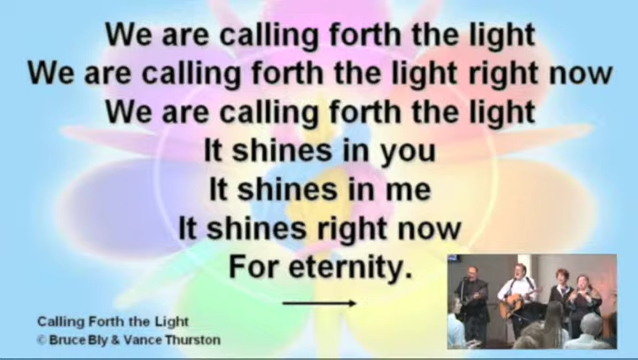 We are calling forth the light
We are calling forth the light right now
We are calling forth the light
It shines in you
It shines in me
It shines right now
For eternity.
Calling Forth the Light
© Bruce Bly & Vance Thurston